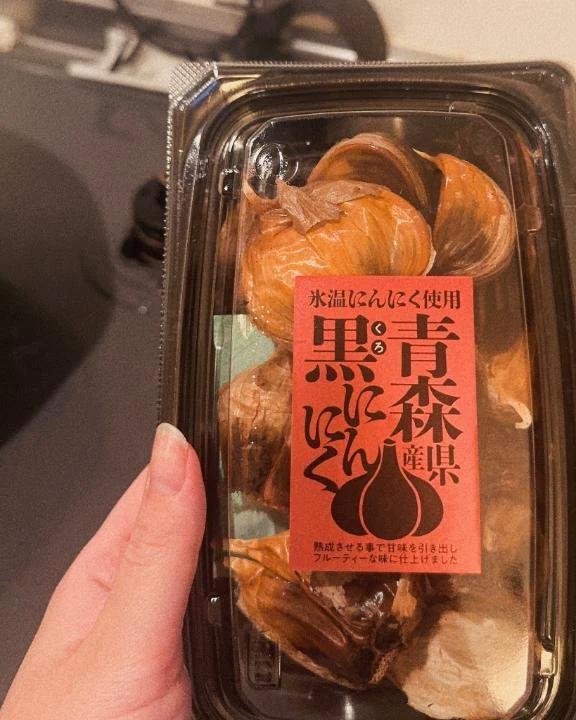 氷温にんにく使用
青森県産
黒にんにく
くろ
熟成させる事で甘味を引き出し
フルーティーな味に仕上げました